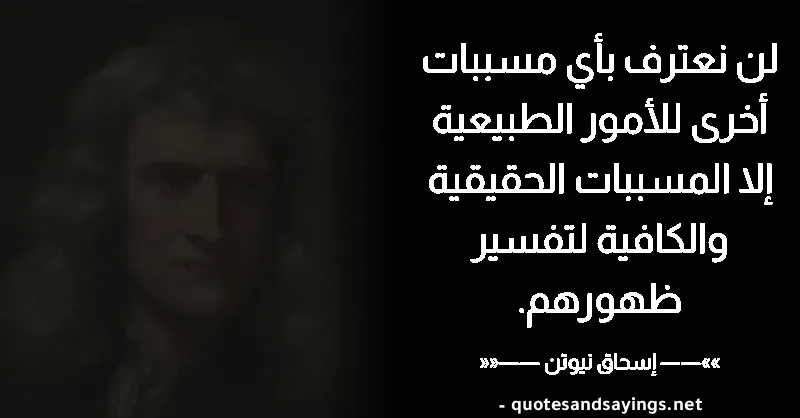 لن نعترف بأي مسببات
أخرى للأمور الطبيعية
إلا المسببات الحقيقية
والكافية لتفسير
ظهورهم.
»——— إسحاق نيوتن ———«
- quotesandsayings.net